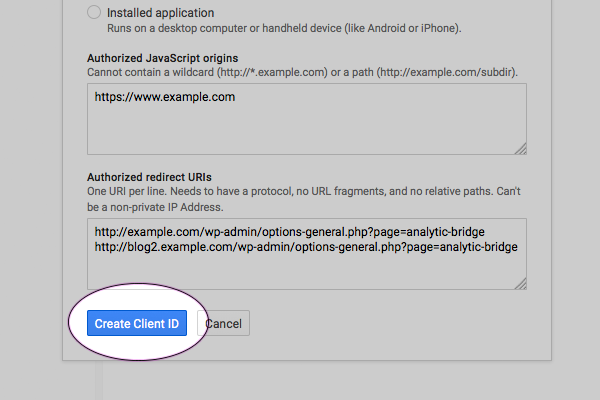 Installed application
Runs on a desktop computer or handheld device (like Android or iPhone).
Authorized JavaScript origins
Cannot contain a wildcard (http://*.example.com) or a path (http://example.com/subdir).
https://www.example.com
Authorized redirect URIs
One URI per line. Needs to have a protocol, no URL fragments, and no relative paths. Can't
be a non-private IP Address.
http://example.com/wp-admin/options-general.php?page=analytic-bridge
http://blog2.example.com/wp-admin/options-general.php?page=analytic-bridge
Create Client ID Cancel